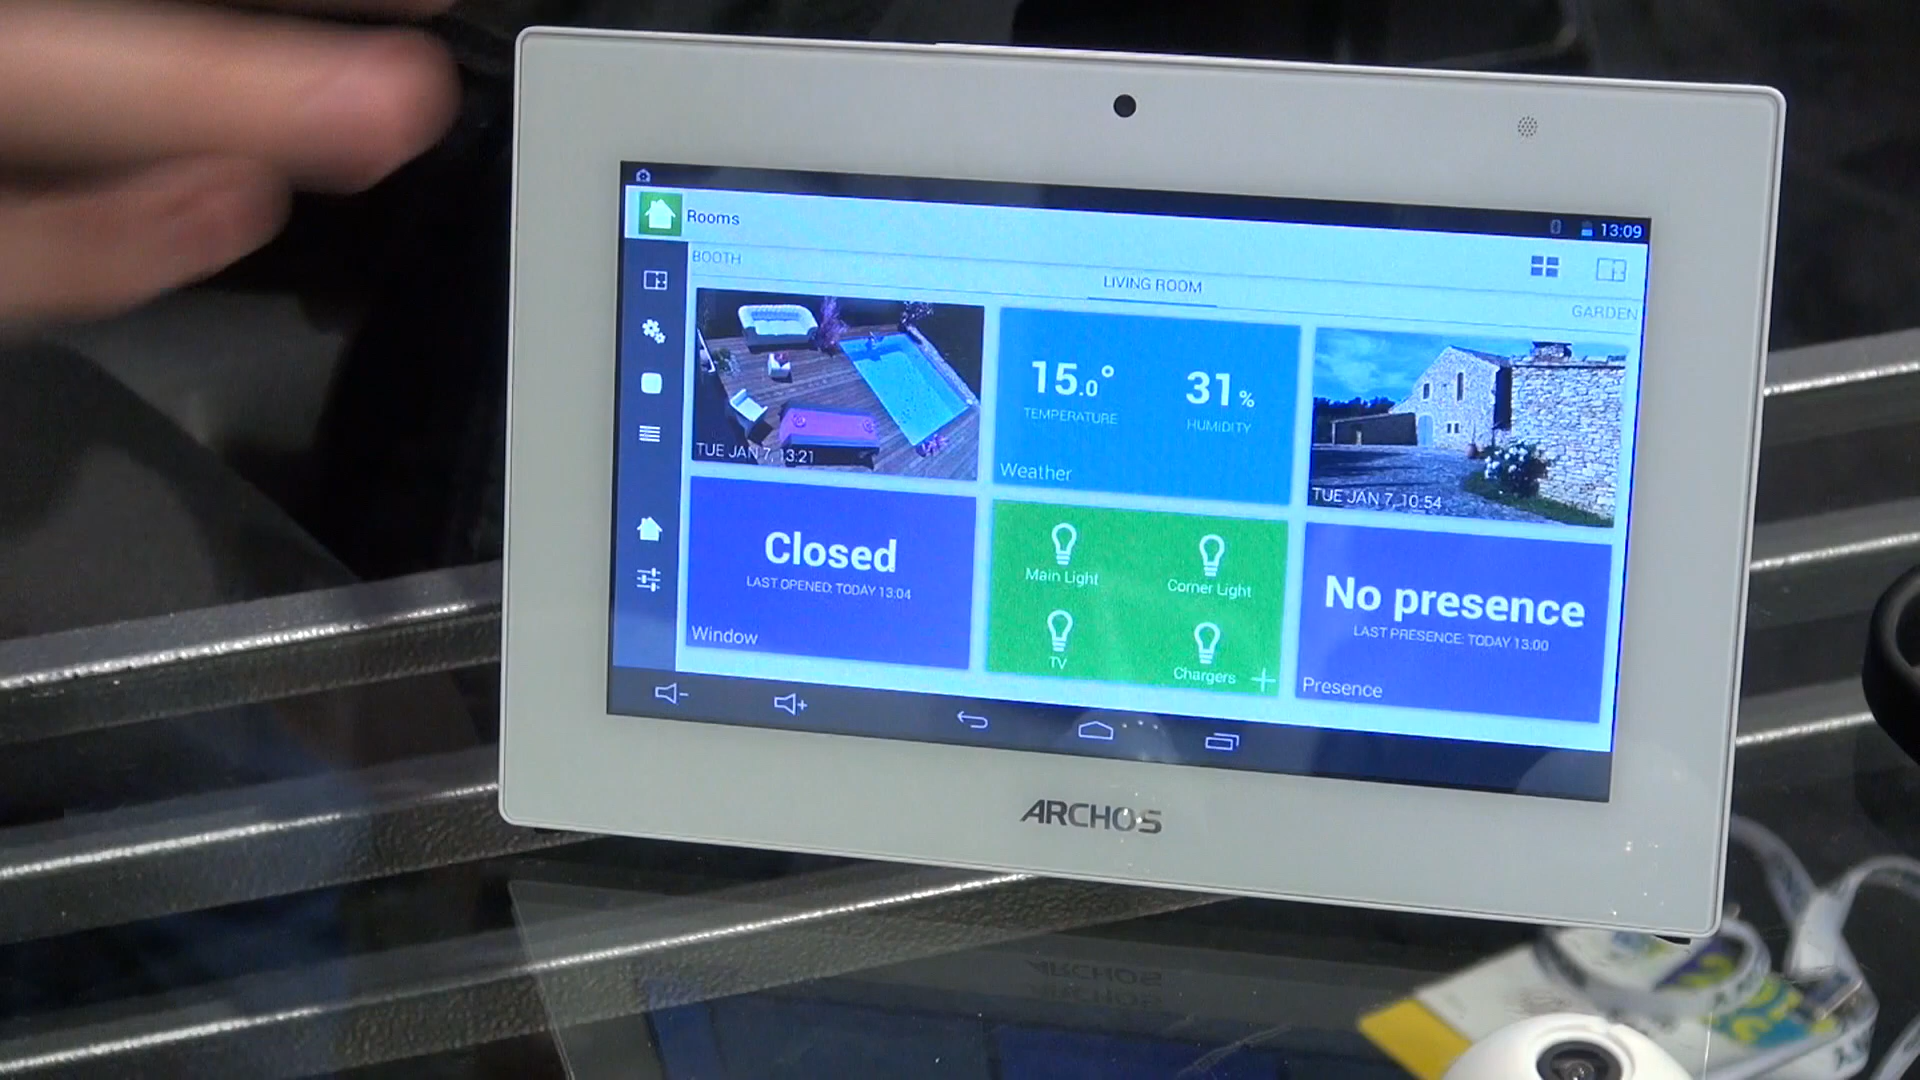 13:09
Rooms
BOOTH
LIVING ROOM
GARDEN
TUE JAN 7, 13:21
15.0°
TEMPERATURE
31%
HUMIDITY
Weather
TUE JAN 7, 10:54
Closed
LAST OPENED: TODAY 13:04
Window
Main Light
Corner Light
TV
Chargers
No presence
LAST PRESENCE: TODAY 13:00
Presence
ARCHOS